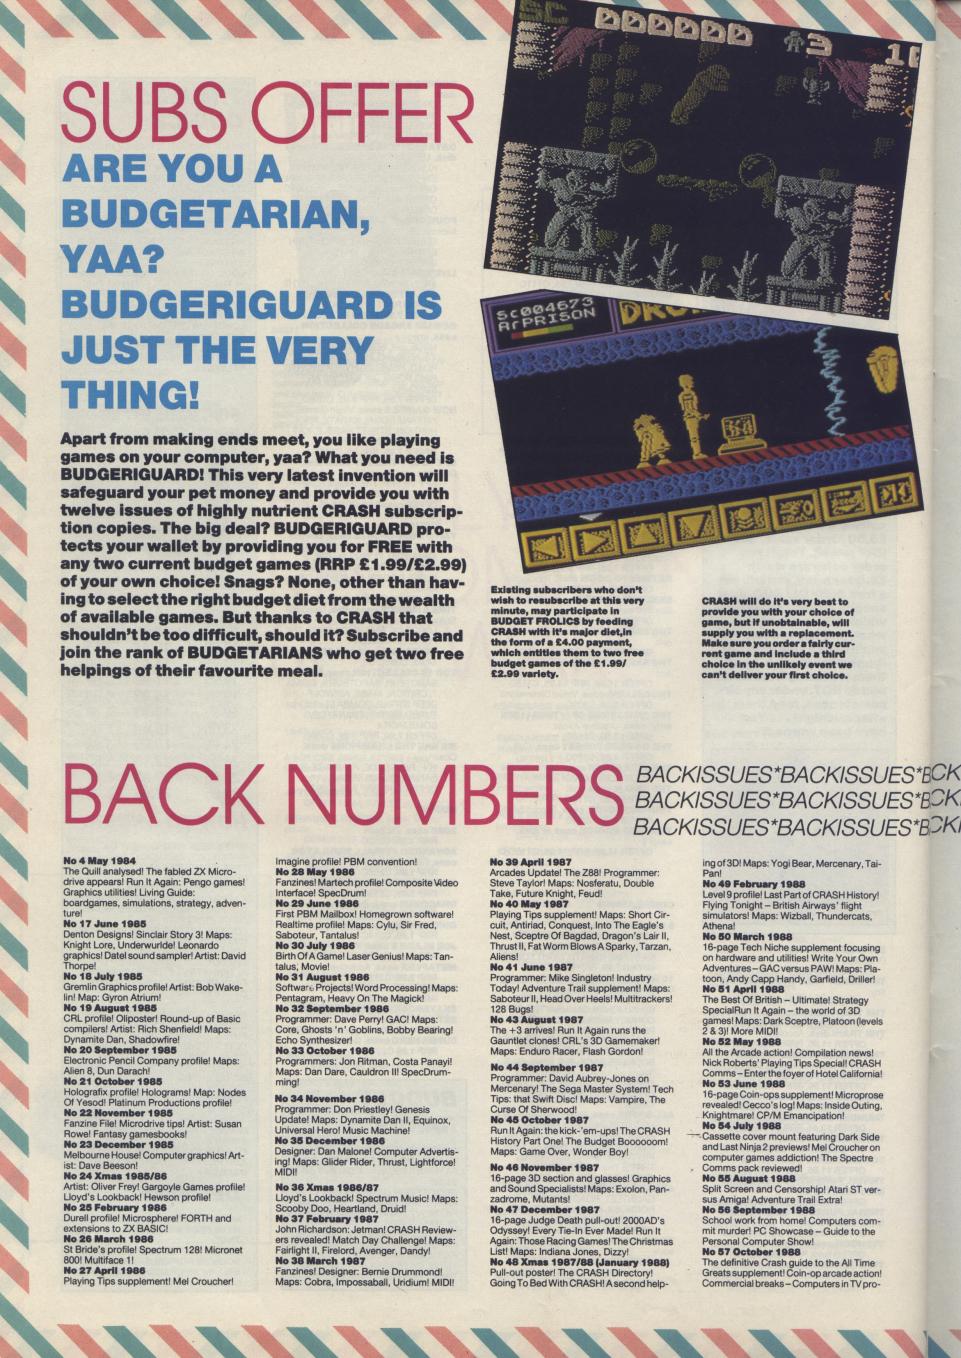 SC 000000 3
SUBS OFFER
ARE YOU A
BUDGETARIAN,
YAA?
BUDGERIGUARD IS
JUST THE VERY
THING!
SC004673
ArPRISON
Apart from making ends meet, you like playing
games on your computer, yaa? What you need is
BUDGERIGUARD! This very latest invention will
safeguard your pet money and provide you with
twelve issues of highly nutrient CRASH subscrip-
tion copies. The big deal? BUDGERIGUARD pro-
tects your wallet by providing you for FREE with
any two current budget games (RRP £1.99/£2.99)
of your own choice! Snags? None, other than hav-
ing to select the right budget diet from the wealth
of available games. But thanks to CRASH that
shouldn't be too difficult, should it? Subscribe and
join the rank of BUDGETARIANS who get two free
helpings of their favourite meal.
Existing subscribers who don't
wish to resubscribe at this very
minute, may participate in
BUDGET FROLICS by feeding
CRASH with it's major diet,in
the form of a £4.00 payment,
which entitles them to two free
budget games of the £1.99/
£2.99 variety.
CRASH will do it's very best to
provide you with your choice of
game, but if unobtainable, will
supply you with a replacement.
Make sure you order a fairly cur-
rent game and include a third
choice in the unlikely event we
can't deliver your first choice.
BACK NUMBERS
BACKISSUES*BACKISSUES*BCK
BACKISSUES*BACKISSUES*BCK
BACKISSUES*BACKISSUES*BCK
No 4 May 1984
The Quill analysed! The fabled ZX Micro-
drive appears! Run It Again: Pengo games!
Graphics utilities! Living Guide:
boardgames, simulations, strategy, adven-
ture!
No 17 June 1985
Denton Designs! Sinclair Story 3! Maps:
Knight Lore, Underwurlde! Leonardo
graphics! Datel sound sampler! Artist: David
Thorpe!
No 18 July 1985
Gremlin Graphics profile! Artist: Bob Wake-
lin! Map: Gyron Atrium!
No 19 August 1985
CRL profile! Oliposter! Round-up of Basic
compilers! Artist: Rich Shenfield! Maps:
Dynamite Dan, Shadowfire!
No 20 September 1985
Electronic Pencil Company profile! Maps:
Alien 8, Dun Darach!
No 21 October 1985
Holografix profile! Holograms! Map: Nodes
Of Yesod! Platinum Productions profile!
No 22 November 1985
Fanzine File! Microdrive tips! Artist: Susan
Rowe! Fantasy gamesbooks!
No 23 December 1985
Melbourne House! Computer graphics! Art-
ist: Dave Beeson!
No 24 Xmas 1985/86
Artist: Oliver Frey! Gargoyle Games profile!
Lloyd's Lookback! Hewson profile!
No 25 February 1986
Durell profile! Microsphere! FORTH and
extensions to ZX BASIC!
No 26 March 1986
St Bride's profile! Spectrum 128! Micronet
800! Multiface 1!
No 27 April 1986
Playing Tips supplement! Mel Croucher!
Imagine profile! PBM convention!
No 28 May 1986
Fanzines! Martech profile! Composite Video
Interface! SpecDrum!
No 29 June 1986
First PBM Mailbox! Homegrown software!
Realtime profile! Maps: Cylu, Sir Fred,
Saboteur, Tantalus!
No 30 July 1986
Birth Of A Game! Laser Genius! Maps: Tan-
talus, Movie!
No 31 August 1986
Software Projects! Word Processing! Maps:
Pentagram, Heavy On The Magick!
No 32 September 1986
Programmer: Dave Perry! GAC! Maps:
Core, Ghosts 'n' Goblins, Bobby Bearing!
Echo Synthesizer!
No 33 October 1986
Programmers: Jon Ritman, Costa Panayi!
Maps: Dan Dare, Cauldron II! SpecDrum-
ming!
No 34 November 1986
Programmer: Don Priestley! Genesis
Update! Maps: Dynamite Dan II, Equinox,
Universal Hero! Music Machine!
No 35 December 1986
Designer: Dan Malone! Computer Advertis-
ing! Maps: Glider Rider, Thrust, Lightforce!
MIDI!
No 36 Xmas 1986/87
Lloyd's Lookback! Spectrum Music! Maps:
Scooby Doo, Heartland, Druid!
No 37 February 1987
John Richardson: Jetman! CRASH Review-
ers revealed! Match Day Challenge! Maps:
Fairlight II, Firelord, Avenger, Dandy!
No 38 March 1987
Fanzines! Designer: Bernie Drummond!
Maps: Cobra, Impossaball, Uridium! MIDI!
No 39 April 1987
Arcades Update! The Z88! Programmer:
Steve Taylor! Maps: Nosferatu, Double
Take, Future Knight, Feud!
No 40 May 1987
Playing Tips supplement! Maps: Short Cir-
cuit, Antiriad, Conquest, Into The Eagle's
Nest, Sceptre Of Bagdad, Dragon's Lair II,
Thrust II, Fat Worm Blows A Sparky, Tarzan,
Aliens!
No 41 June 1987
Programmer: Mike Singleton! Industry
Today! Adventure Trail supplement! Maps:
Saboteur II, Head Over Heels! Multitrackers!
128 Bugs!
No 43 August 1987
The +3 arrives! Run It Again runs the
Gauntlet clones! CRL's 3D Gamemaker!
Maps: Enduro Racer, Flash Gordon!
No 44 September 1987
Programmer: David Aubrey-Jones on
Mercenary! The Sega Master System! Tech
Tips: that Swift Disc! Maps: Vampire, The
Curse Of Sherwood!
No 45 October 1987
Run It Again: the kick-'em-ups! The CRASH
History Part One! The Budget Boooooom!
Maps: Game Over, Wonder Boy!
No 46 November 1987
16-page 3D section and glasses! Graphics
and Sound Specialists! Maps: Exolon, Pan-
zadrome, Mutants!
No 47 December 1987
16-page Judge Death pull-out! 2000AD's
Odysey! Every Tie-In Ever Made! Run It
Again: Those Racing Games! The Christmas
List! Maps: Indiana Jones, Dizzy!
No 48 Xmas 1987/88 (January 1988)
Pull-out poster! The CRASH Directory!
Going To Bed With CRASH! A second help-
ing of 3D! Maps: Yogi Bear, Mercenary, Tai-
Pan!
No 49 February 1988
Level 9 profile! Last Part of CRASH History!
Flying Tonight – British Airways' flight
simulators! Maps: Wizball, Thundercats,
Athena!
No 50 March 1988
16-page Tech Niche supplement focusing
on hardware and utilities! Write Your Own
Adventures – GAC versus PAW! Maps: Pla-
toon, Andy Capp Handy, Garfield, Driller!
No 51 April 1988
The Best Of British – Ultimate! Strategy
SpecialRun It Again – the world of 3D
games! Maps: Dark Sceptre, Platoon (levels
2 & 3)! More MIDI!
No 52 May 1988
All the Arcade action! Compilation news!
Nick Roberts' Playing Tips Special! CRASH
Comms – Enter the foyer of Hotel California!
No 53 June 1988
16-page Coin-ops supplement! Microprose
revealed! Cecco's log! Maps: Inside Outing,
Knightmare! CP/M Emancipation!
No 54 July 1988
Cassette cover mount featuring Dark Side
and Last Ninja 2 previews! Mel Croucher on
computer games addiction! The Spectre
Comms pack reviewed!
No 55 August 1988
Split Screen and Censorship! Atari ST ver-
sus Amiga! Adventure Trail Extra!
No 56 September 1988
School work from home! Computers com-
mit murder! PC Showcase – Guide to the
Personal Computer Show!
No 57 October 1988
The definitive Crash guide to the All Time
Greats supplement! Coin-op arcade action!
Commercial breaks – Computers in TV pro-